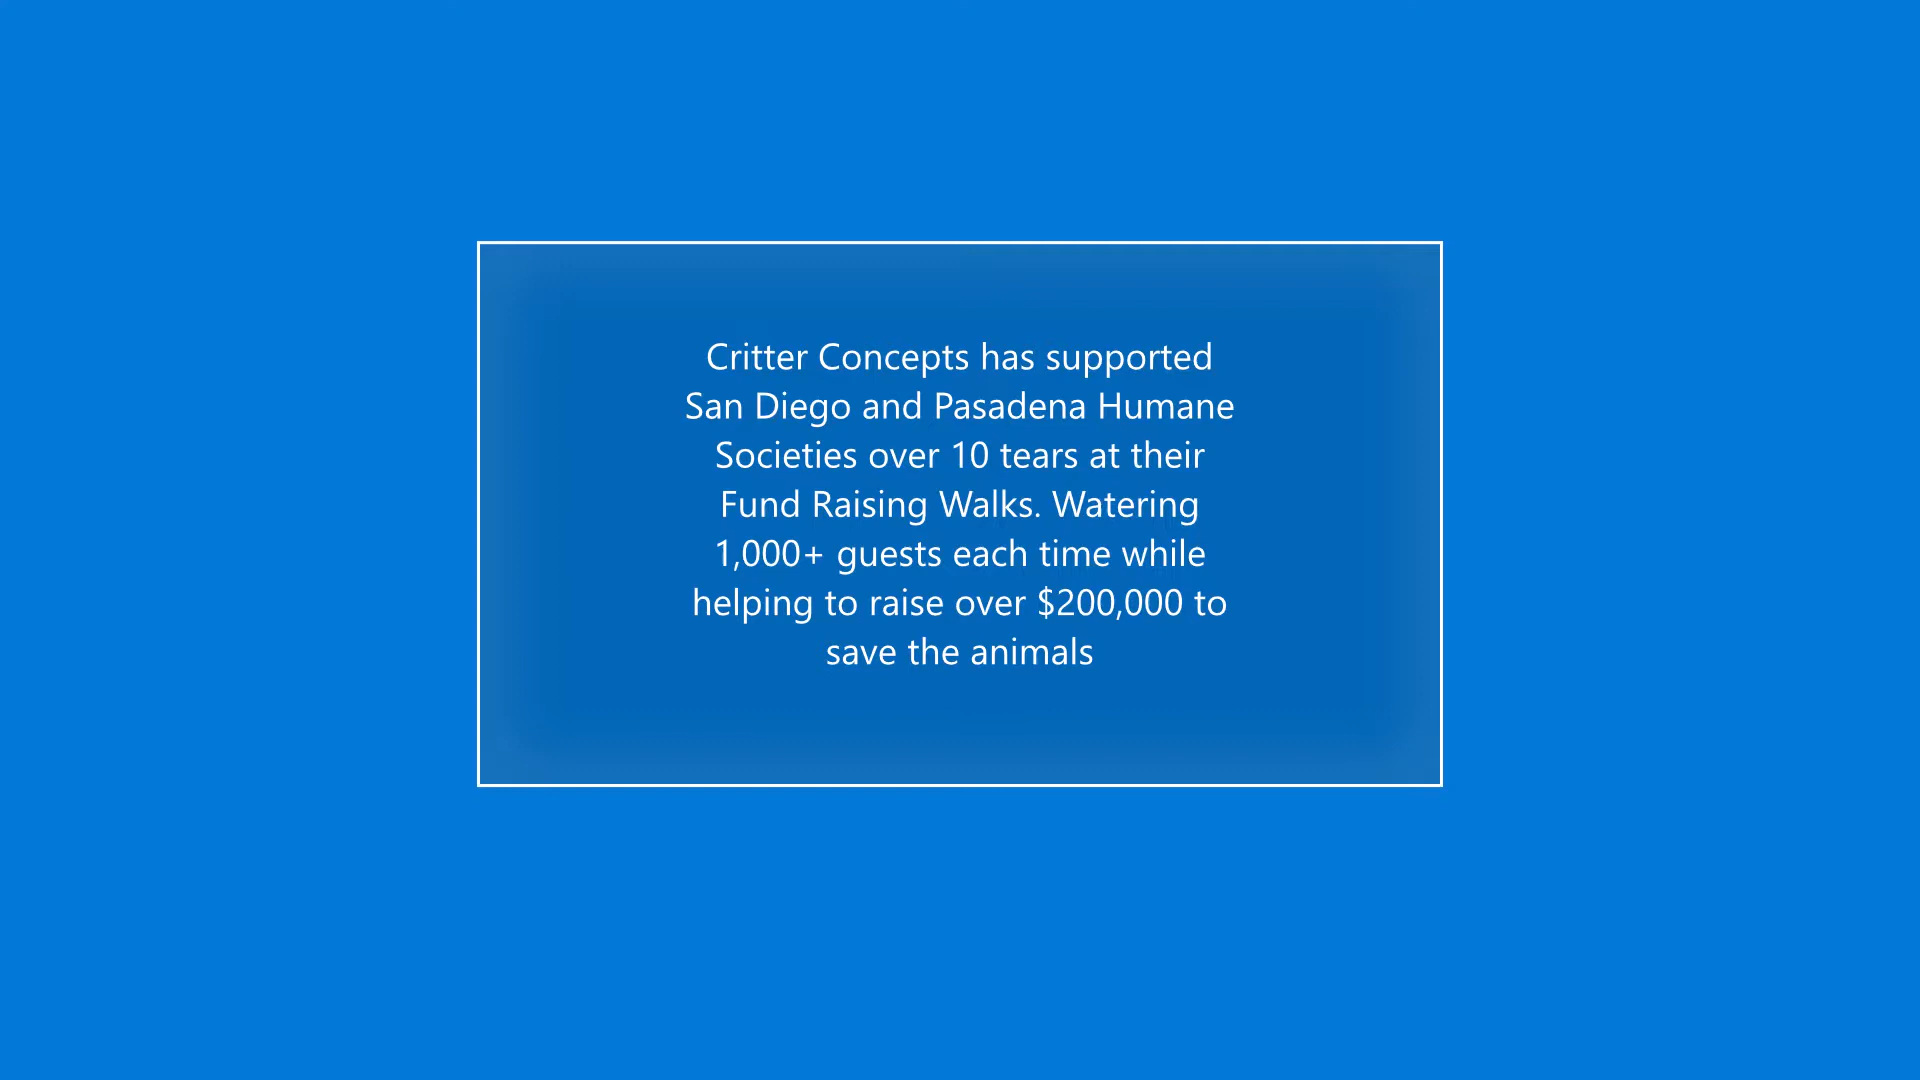 Critter Concepts has supported
San Diego and Pasadena Humane
Societies over 10 tears at their
Fund Raising Walks. Watering
1,000+ guests each time while
helping to raise over $200,000 to
save the animals